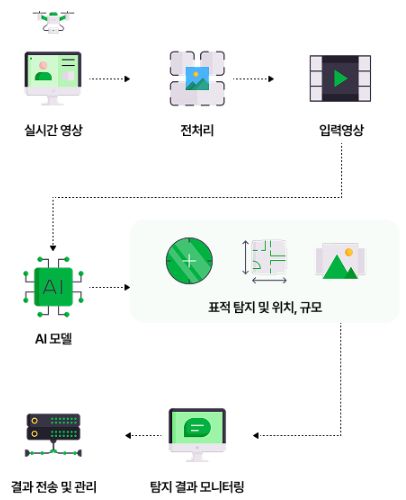 실시간 영상
전처리
입력영상
AI
AI 모델
표적 탐지 및 위치, 규모
결과 전송 및 관리
탐지 결과 모니터링